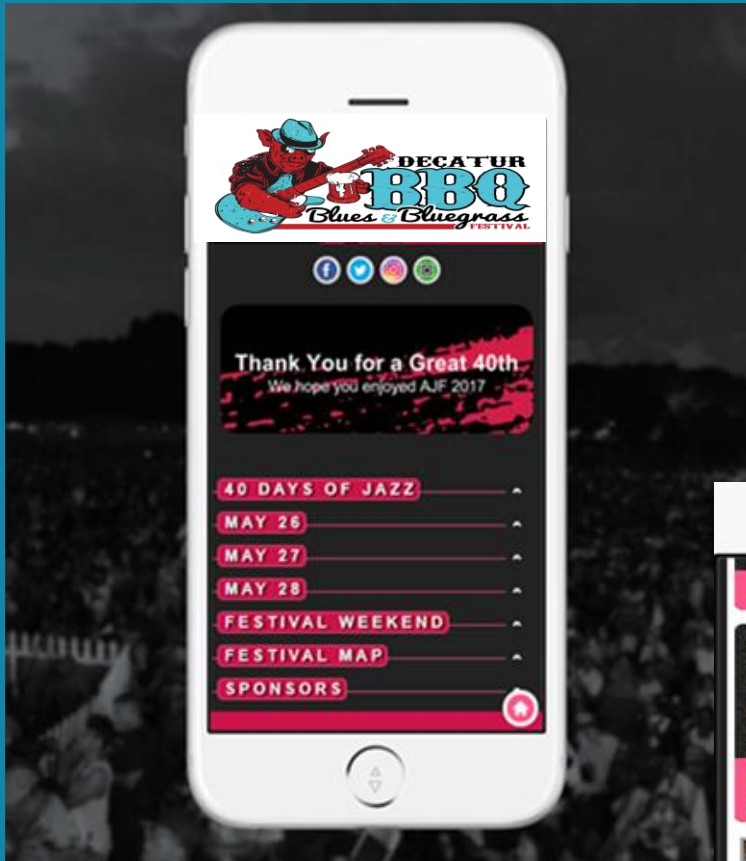 DECATUR
BBQ
Blues & Bluegrass
FESTIVAL
Thank You for a Great 40th
We hope you enjoyed AJF 2017
40 DAYS OF JAZZ
MAY 26
MAY 27
MAY 28
FESTIVAL WEEKEND
FESTIVAL MAP
SPONSORS